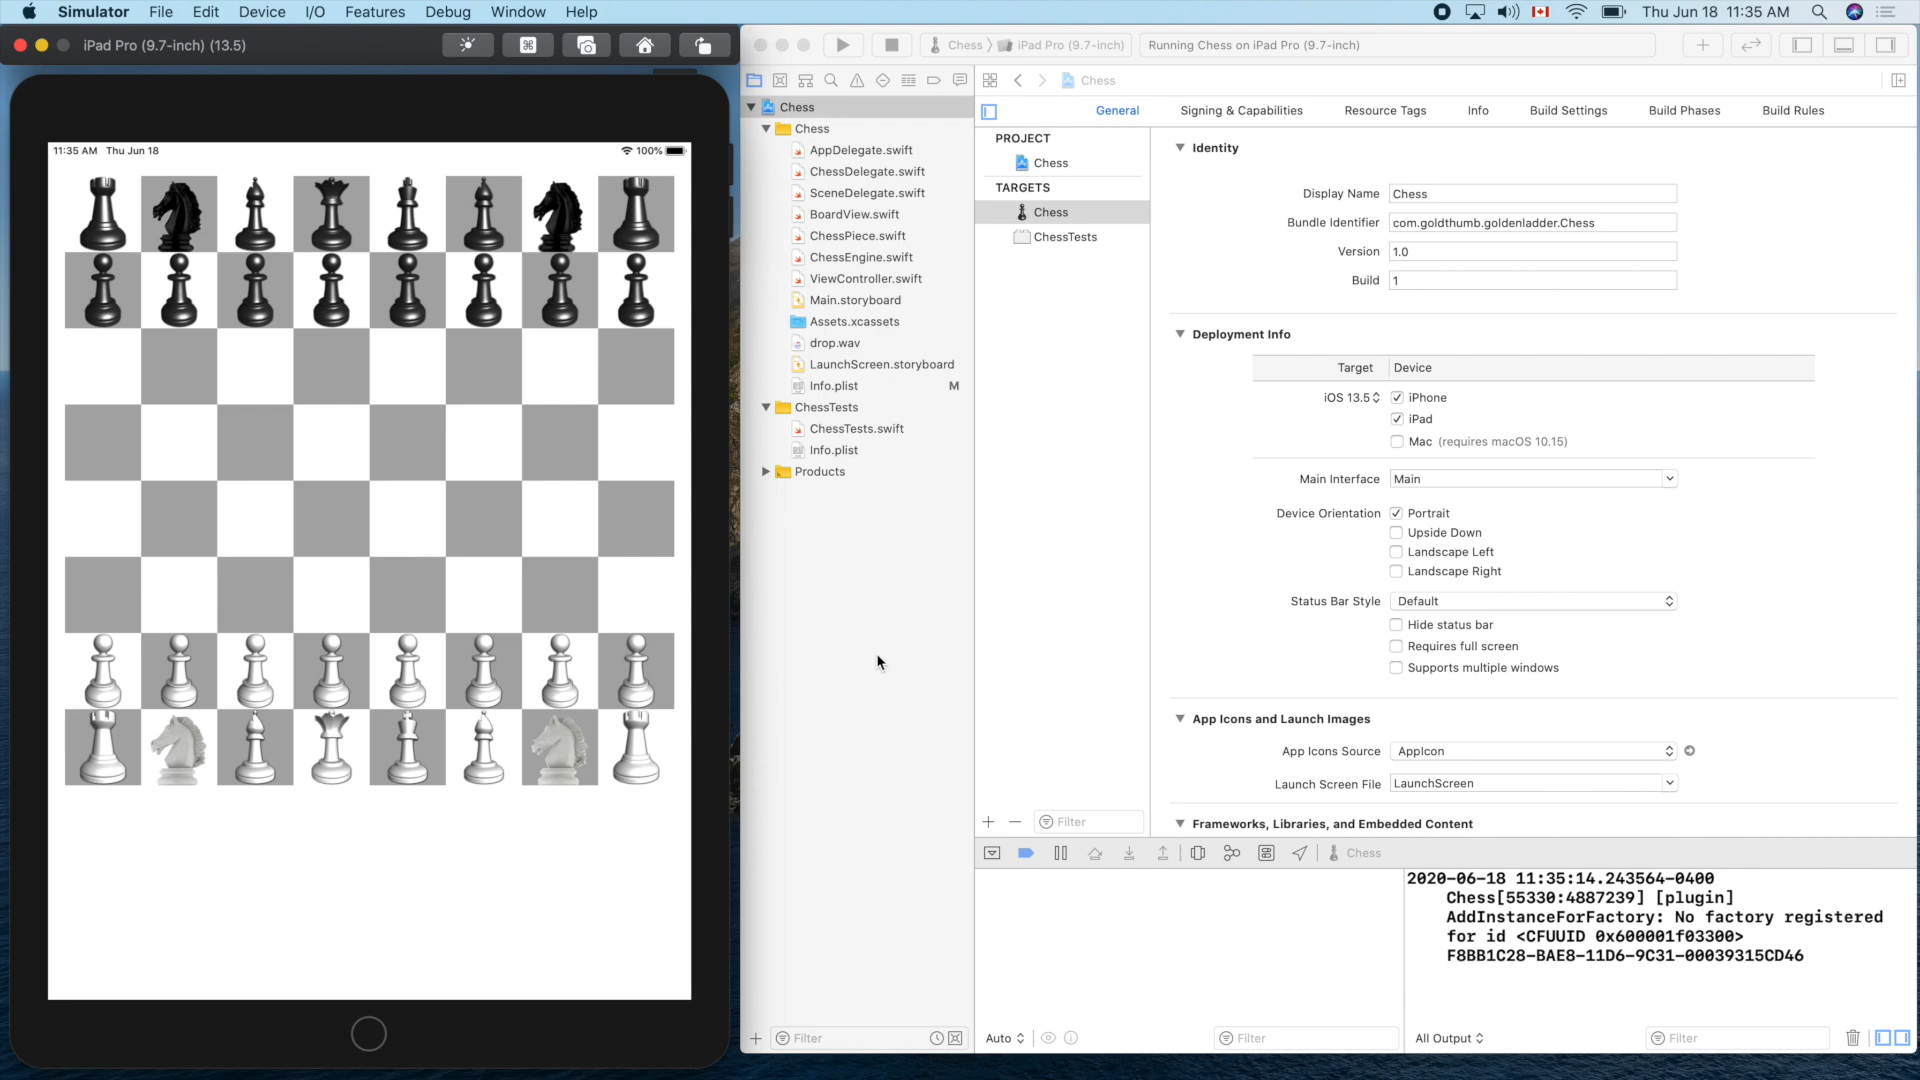 Simulator File Edit Device I/O Features Debug Window Help
Thu Jun 18 11:35 AM
iPad Pro (9.7-inch) (13.5)
Chess iPad Pro (9.7-inch)
Running Chess on iPad Pro (9.7-inch)
11:35 AM Thu Jun 18
100%
Chess
Chess
AppDelegate.swift
ChessDelegate.swift
SceneDelegate.swift
BoardView.swift
ChessPiece.swift
ChessEngine.swift
ViewController.swift
Main.storyboard
Assets.xcassets
drop.wav
LaunchScreen.storyboard
Info.plist M
ChessTests
ChessTests.swift
Info.plist
Products
Filter
Chess
General Signing & Capabilities Resource Tags Info Build Settings Build Phases Build Rules
PROJECT
Chess
TARGETS
Chess
ChessTests
Filter
Identity
Display Name Chess
Bundle Identifier com.goldthumb.goldenladder.Chess
Version 1.0
Build 1
Deployment Info
Target Device
iOS 13.5 iPhone
iPad
Mac (requires macOS 10.15)
Main Interface Main
Device Orientation Portrait
Upside Down
Landscape Left
Landscape Right
Status Bar Style Default
Hide status bar
Requires full screen
Supports multiple windows
App Icons and Launch Images
App Icons Source AppIcon
Launch Screen File LaunchScreen
Frameworks, Libraries, and Embedded Content
Chess
2020-06-18 11:35:14.243564-0400
Chess[55330:4887239] [plugin]
AddInstanceForFactory: No factory registered
for id <CFUUID 0x600001f03300>
F8BB1C28-BAE8-11D6-9C31-00039315CD46
Auto
Filter
All Output
Filter